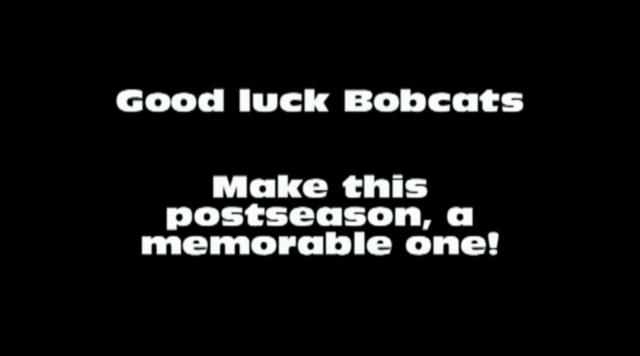 Good luck Bobcats
Make this
postseason, a
memorable one!